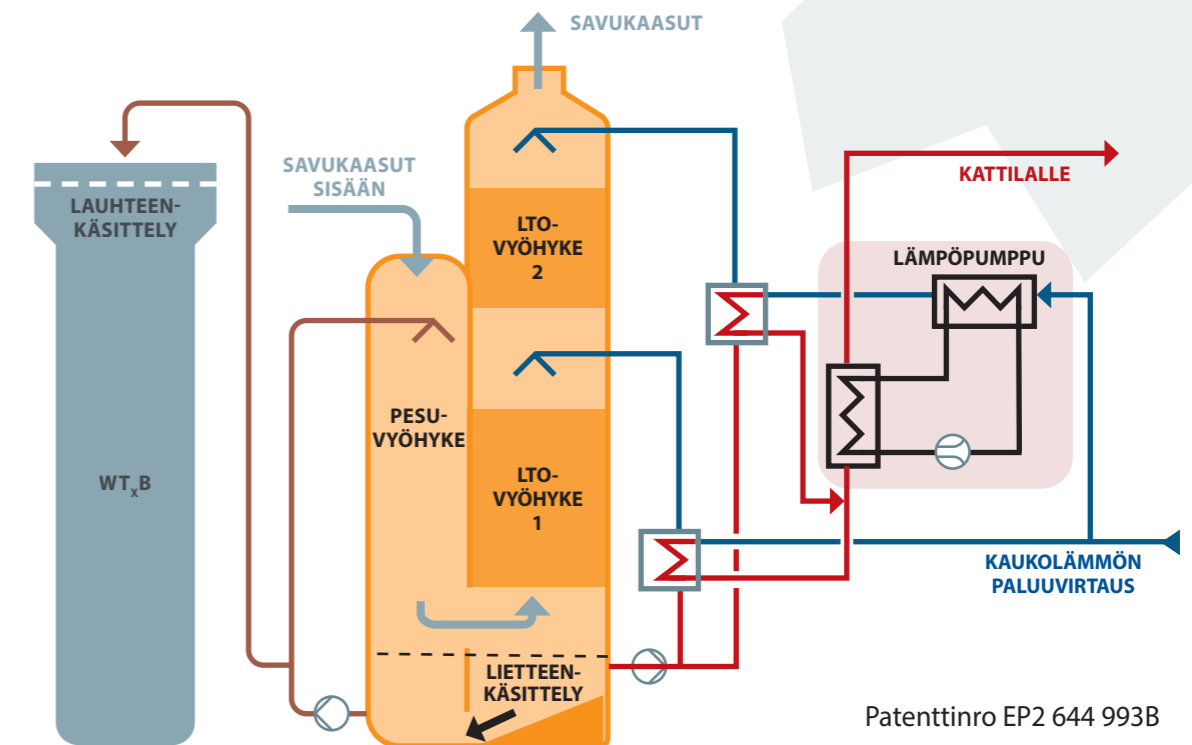 SAVUKAASUT
SAVUKAASUT
SISÄÄN
KATTILALLE
LAUHTEEN-
KÄSITTELY
LTO-
VYÖHYKE
2
LÄMPÖPUMPPU
PESU-
VYÖHYKE
LTO-
VYÖHYKE
1
WTxB
KAUKOLÄMMÖN
PALUUVIRTAUS
LIETTEEN-
KÄSITTELY
Patenttinro EP2 644 993B